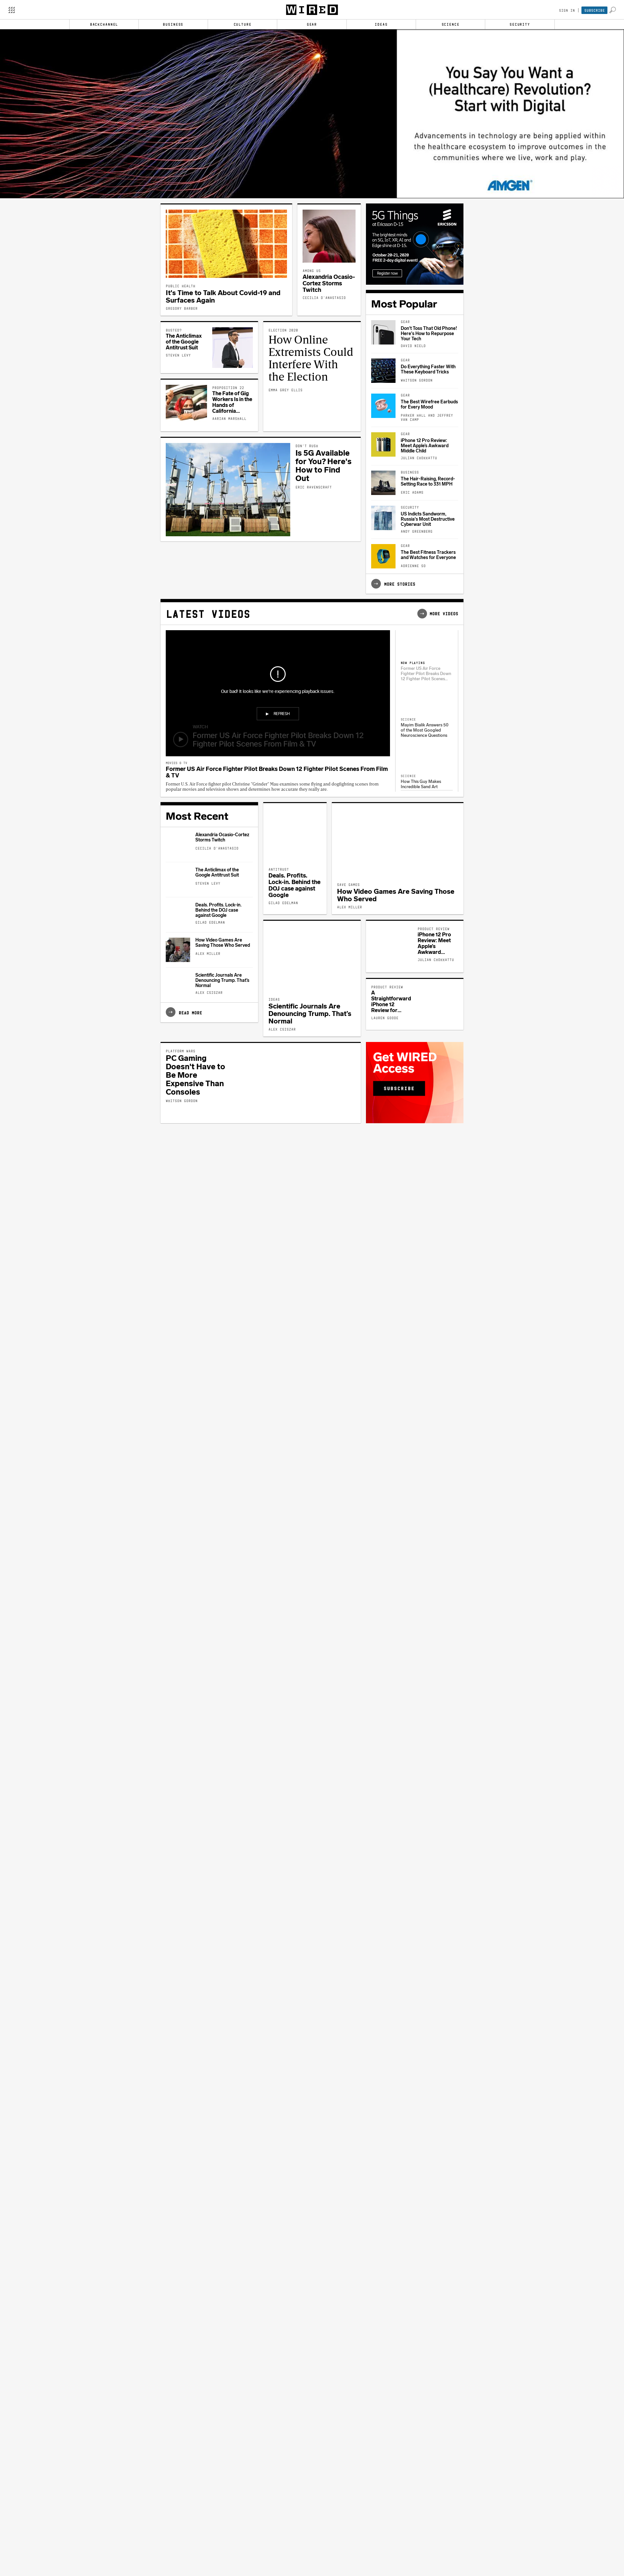 WIRED
SIGN IN
SUBSCRIBE
BACKCHANNEL
BUSINESS
CULTURE
GEAR
IDEAS
SCIENCE
SECURITY
You Say You Want a
(Healthcare) Revolution?
Start with Digital
Advancements in technology are being applied within
the healthcare ecosystem to improve outcomes in the
communities where we live, work and play.
AMGEN
PUBLIC HEALTH
It's Time to Talk About Covid-19 and
Surfaces Again
GREGORY BARBER
AMONG US
Alexandria Ocasio-
Cortez Storms
Twitch
CECILIA D'ANASTASIO
5G Things
at Ericsson D-15
The brightest minds
on 5G, IoT, XR, AI and
Edge shine at D-15.
October 20-21, 2020
FREE 2-day digital event!
Register now
ERICSSON
BUSTED?
The Anticlimax
of the Google
Antitrust Suit
STEVEN LEVY
PROPOSITION 22
The Fate of Gig
Workers Is in the
Hands of
California...
AARIAN MARSHALL
ELECTION 2020
How Online
Extremists Could
Interfere With
the Election
EMMA GREY ELLIS
DON'T RUSH
Is 5G Available
for You? Here's
How to Find
Out
ERIC RAVENSCRAFT
Most Popular
GEAR
Don't Toss That Old Phone!
Here's How to Repurpose
Your Tech
DAVID NIELD
GEAR
Do Everything Faster With
These Keyboard Tricks
WHITSON GORDON
GEAR
The Best Wirefree Earbuds
for Every Mood
PARKER HALL AND JEFFREY
VAN CAMP
GEAR
iPhone 12 Pro Review:
Meet Apple's Awkward
Middle Child
JULIAN CHOKKATTU
BUSINESS
The Hair-Raising, Record-
Setting Race to 331 MPH
ERIC ADAMS
SECURITY
US Indicts Sandworm,
Russia's Most Destructive
Cyberwar Unit
ANDY GREENBERG
GEAR
The Best Fitness Trackers
and Watches for Everyone
ADRIENNE SO
MORE STORIES
LATEST VIDEOS
MORE VIDEOS
Our bad! It looks like we're experiencing playback issues.
REFRESH
WATCH
Former US Air Force Fighter Pilot Breaks Down 12
Fighter Pilot Scenes From Film & TV
MOVIES & TV
Former US Air Force Fighter Pilot Breaks Down 12 Fighter Pilot Scenes From Film
& TV
Former U.S. Air Force fighter pilot Christine "Grinder" Mau examines some flying and dogfighting scenes from
popular movies and television shows and determines how accurate they really are.
NOW PLAYING
Former US Air Force
Fighter Pilot Breaks Down
12 Fighter Pilot Scenes...
SCIENCE
Mayim Bialik Answers 50
of the Most Googled
Neuroscience Questions
SCIENCE
How This Guy Makes
Incredible Sand Art
Most Recent
Alexandria Ocasio-Cortez
Storms Twitch
CECILIA D'ANASTASIO
The Anticlimax of the
Google Antitrust Suit
STEVEN LEVY
Deals. Profits. Lock-in.
Behind the DOJ case
against Google
GILAD EDELMAN
How Video Games Are
Saving Those Who Served
ALEX MILLER
Scientific Journals Are
Denouncing Trump. That's
Normal
ALEX CSISZAR
READ MORE
ANTITRUST
Deals. Profits.
Lock-in. Behind the
DOJ case against
Google
GILAD EDELMAN
SAVE GAMES
How Video Games Are Saving Those
Who Served
ALEX MILLER
IDEAS
Scientific Journals Are
Denouncing Trump. That's
Normal
ALEX CSISZAR
PRODUCT REVIEW
iPhone 12 Pro
Review: Meet
Apple's
Awkward...
JULIAN CHOKKATTU
PRODUCT REVIEW
A
Straightforward
iPhone 12
Review for...
LAUREN GOODE
PLATFORM WARS
PC Gaming
Doesn't Have to
Be More
Expensive Than
Consoles
WHITSON GORDON
Get WIRED
Access
SUBSCRIBE